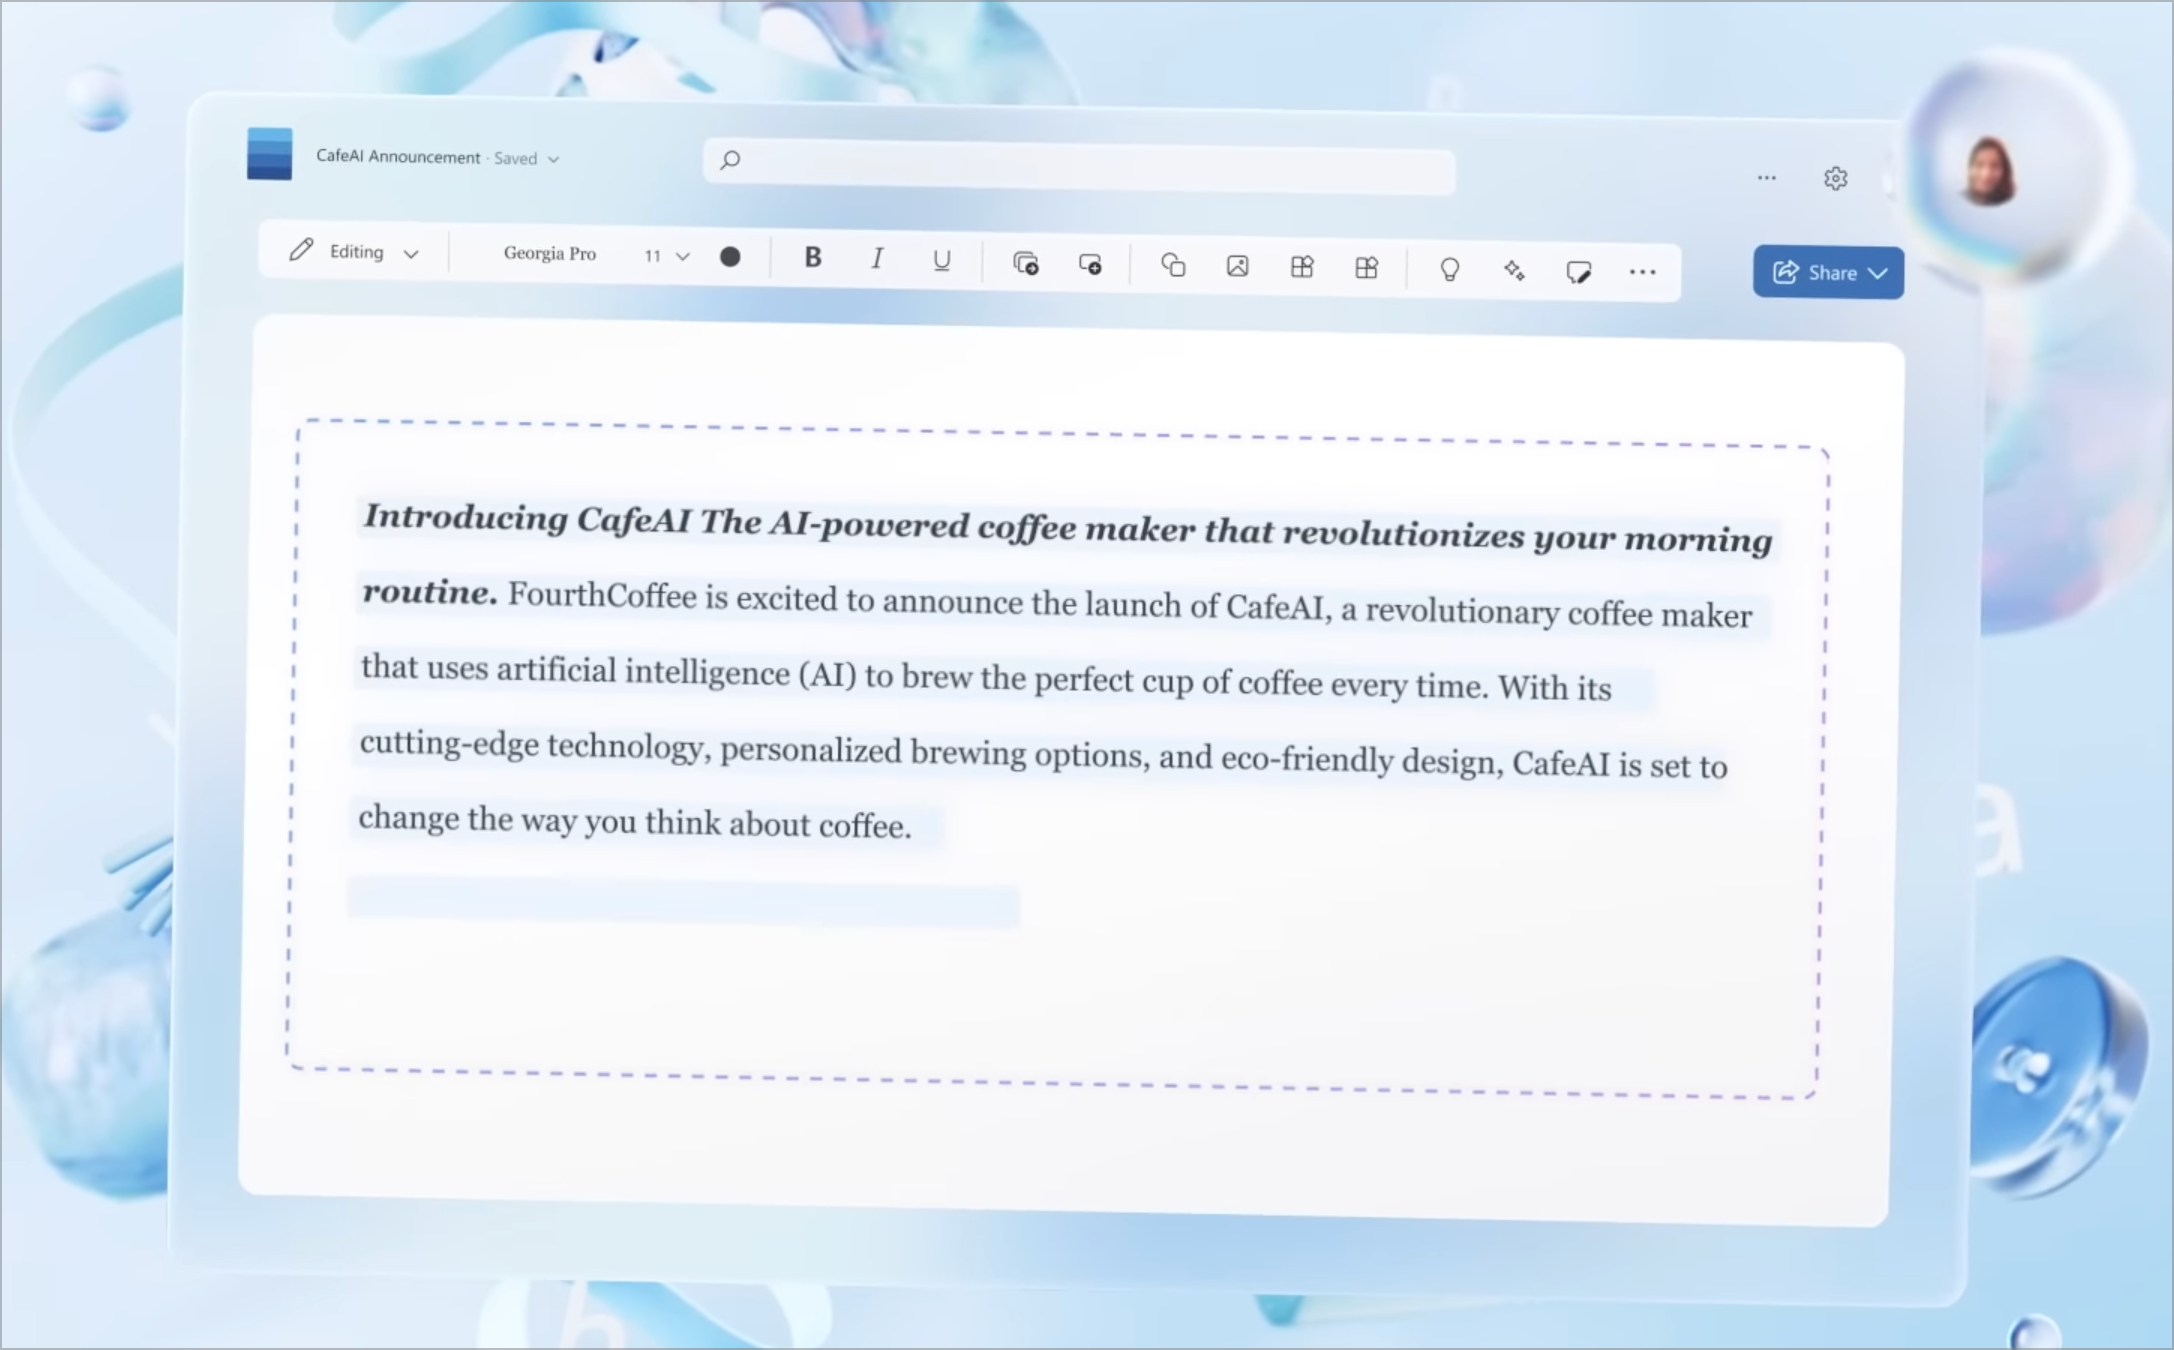 CafeAI Announcement · Saved
Editing
Georgia Pro
11
B
I
U
Share
Introducing CafeAI The AI-powered coffee maker that revolutionizes your morning
routine. FourthCoffee is excited to announce the launch of CafeAI, a revolutionary coffee maker
that uses artificial intelligence (AI) to brew the perfect cup of coffee every time. With its
cutting-edge technology, personalized brewing options, and eco-friendly design, CafeAI is set to
change the way you think about coffee.
a
h